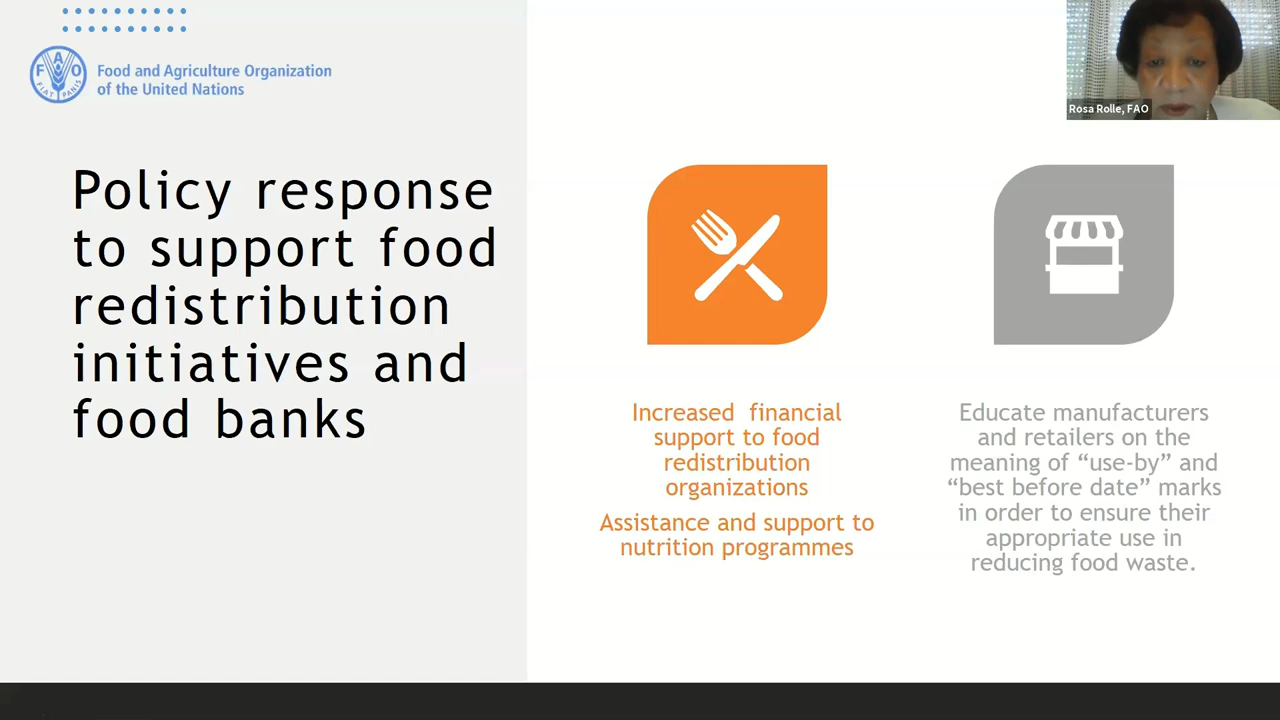 FAO
FIAT PANIS
Food and Agriculture Organization
of the United Nations
Rosa Rolle, FAO
Policy response
to support food
redistribution
initiatives and
food banks
Increased financial
support to food
redistribution
organizations
Assistance and support to
nutrition programmes
Educate manufacturers
and retailers on the
meaning of “use-by” and
“best before date” marks
in order to ensure their
appropriate use in
reducing food waste.